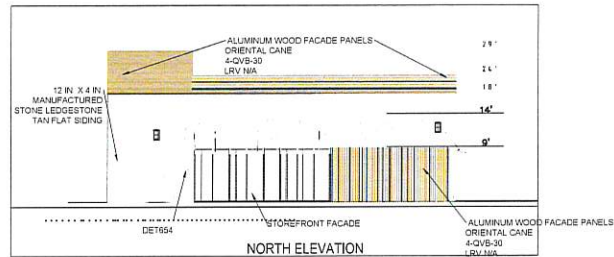 ALUMINUM WOOD FACADE PANELS
ORIENTAL CANE
4-QVB-30
LRV N/A
29'
26'
18'
12 IN X 4 IN
MANUFACTURED
STONE LEDGESTONE
TAN FLAT SIDING
14'
9'
DET654
STOREFRONT FACADE
ALUMINUM WOOD FACADE PANELS
ORIENTAL CANE
4-QVB-30
LRV N/A
NORTH ELEVATION